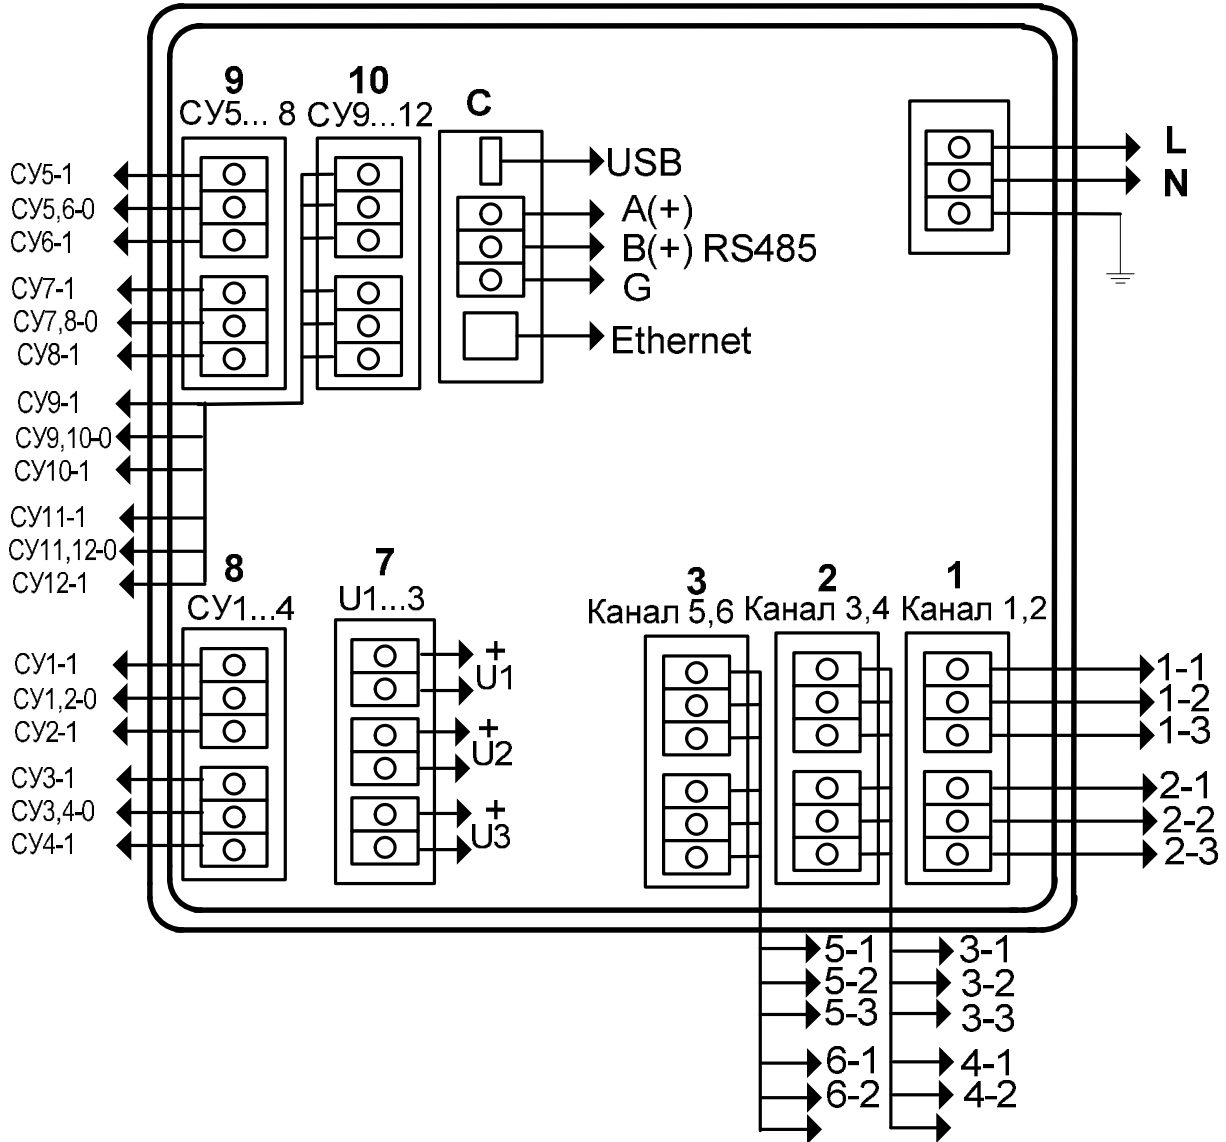 9
СУ5... 8
10
СУ9...12
C
USB
A(+)
B(+) RS485
G
Ethernet
L
N
СУ5-1
СУ5,6-0
СУ6-1
СУ7-1
СУ7,8-0
СУ8-1
СУ9-1
СУ9,10-0
СУ10-1
СУ11-1
СУ11,12-0
СУ12-1
8
СУ1...4
7
U1...3
3
Канал 5,6
2
Канал 3,4
1
Канал 1,2
СУ1-1
СУ1,2-0
СУ2-1
СУ3-1
СУ3,4-0
СУ4-1
+
U1
+
U2
+
U3
1-1
1-2
1-3
2-1
2-2
2-3
5-1
5-2
5-3
6-1
6-2
3-1
3-2
3-3
4-1
4-2